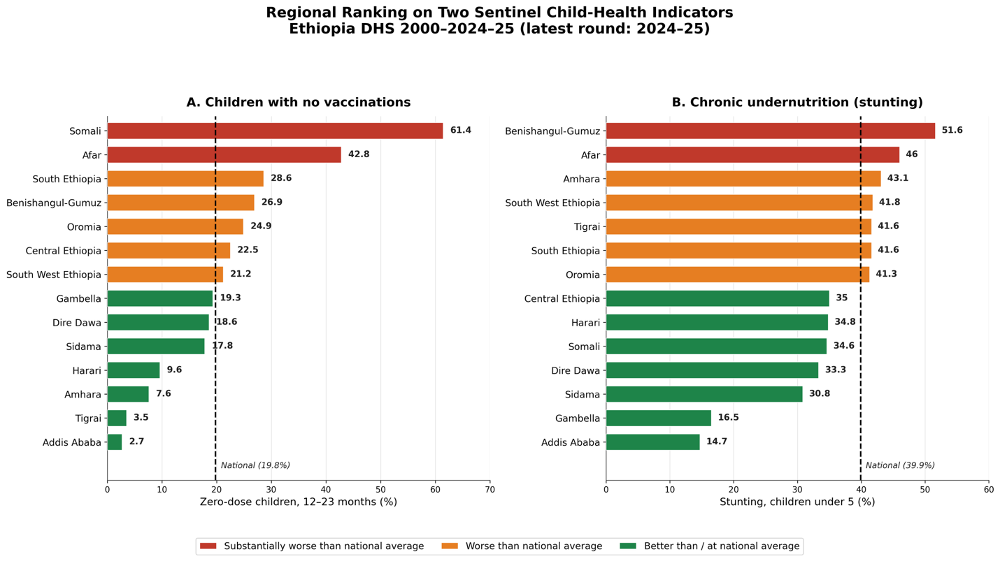 Regional Ranking on Two Sentinel Child-Health Indicators
Ethiopia DHS 2000–2024–25 (latest round: 2024–25)
A. Children with no vaccinations
Somali 61.4
Afar 42.8
South Ethiopia 28.6
Benishangul-Gumuz 26.9
Oromia 24.9
Central Ethiopia 22.5
South West Ethiopia 21.2
Gambella 19.3
Dire Dawa 18.6
Sidama 17.8
Harari 9.6
Amhara 7.6
Tigrai 3.5
Addis Ababa 2.7
National (19.8%)
0 10 20 30 40 50 60 70
Zero-dose children, 12–23 months (%)
B. Chronic undernutrition (stunting)
Benishangul-Gumuz 51.6
Afar 46
Amhara 43.1
South West Ethiopia 41.8
Tigrai 41.6
South Ethiopia 41.6
Oromia 41.3
Central Ethiopia 35
Harari 34.8
Somali 34.6
Dire Dawa 33.3
Sidama 30.8
Gambella 16.5
Addis Ababa 14.7
National (39.9%)
0 10 20 30 40 50 60
Stunting, children under 5 (%)
Substantially worse than national average
Worse than national average
Better than / at national average